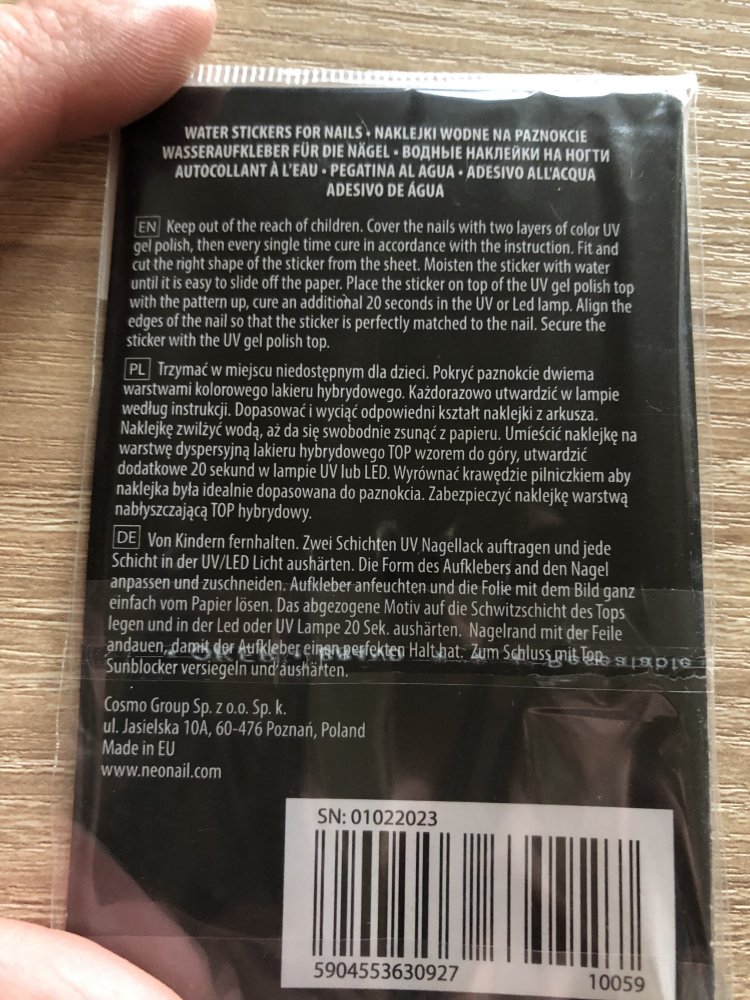 WATER STICKERS FOR NAILS • NAKLEJKI WODNE NA PAZNOKCIE
WASSERAUFKLEBER FÜR DIE NÄGEL • ВОДНЫЕ НАКЛЕЙКИ НА НОГТИ
AUTOCOLLANT À L'EAU • PEGATINA AL AGUA • ADESIVO ALL'ACQUA
ADESIVO DE ÁGUA
EN Keep out of the reach of children. Cover the nails with two layers of color UV
gel polish, then every single time cure in accordance with the instruction. Fit and
cut the right shape of the sticker from the sheet. Moisten the sticker with water
until it is easy to slide off the paper. Place the sticker on top of the UV gel polish top
with the pattern up, cure an additional 20 seconds in the UV or Led lamp. Align the
edges of the nail so that the sticker is perfectly matched to the nail. Secure the
sticker with the UV gel polish top.
PL Trzymać w miejscu niedostępnym dla dzieci. Pokryć paznokcie dwiema
warstwami kolorowego lakieru hybrydowego. Każdorazowo utwardzić w lampie
według instrukcji. Dopasować i wyciąć odpowiedni kształt naklejki z arkusza.
Naklejkę zwilżyć wodą, aż da się swobodnie zsunąć z papieru. Umieścić naklejkę na
warstwę dyspersyjną lakieru hybrydowego TOP wzorem do góry, utwardzić
dodatkowe 20 sekund w lampie UV lub LED. Wyrównać krawędzie pilniczkiem aby
naklejka była idealnie dopasowana do paznokcia. Zabezpieczyć naklejkę warstwą
nabłyszczającą TOP hybrydowy.
DE Von Kindern fernhalten. Zwei Schichten UV Nagellack auftragen und jede
Schicht in der UV/LED Licht aushärten. Die Form des Aufklebers and den Nagel
anpassen und zuschneiden. Aufkleber anfeuchten und die Folie mit dem Bild ganz
einfach vom Papier lösen. Das abgezogene Motiv auf die Schwitzschicht des Tops
legen und in der Led oder UV Lampe 20 Sek. aushärten. Nagelrand mit der Feile
andauen, damit der Aufkleber einen perfekten Halt hat. Zum Schluss mit Top
Sunblocker versiegeln und aushärten.
Resealable
Cosmo Group Sp. z o.o. Sp. k.
ul. Jasielska 10A, 60-476 Poznań, Poland
Made in EU
www.neonail.com
SN: 01022023
5904553630927
10059